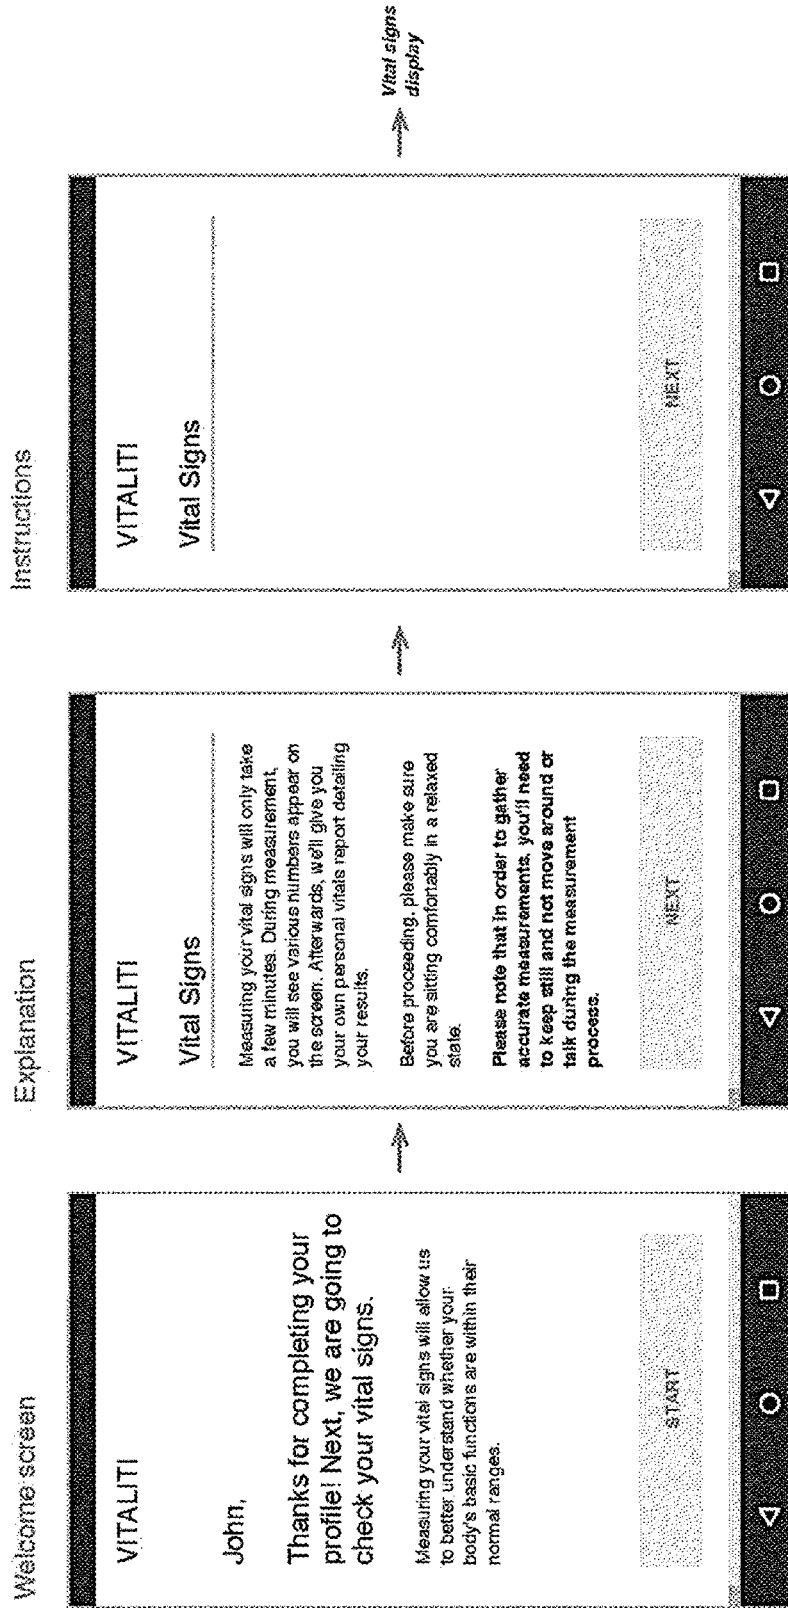 Welcome screen
VITALITI
John,
Thanks for completing your
profile! Next, we are going to
check your vital signs.
Measuring your vital signs will allow us
to better understand whether your
body's basic functions are within their
normal ranges.
START
Explanation
VITALITI
Vital Signs
Measuring your vital signs will only take
a few minutes. During measurement,
you will see various numbers appear on
the screen. Afterwards, we'll give you
your own personal vitals report detailing
your results.
Before proceeding, please make sure
you are sitting comfortably in a relaxed
state.
Please note that in order to gather
accurate measurements, you'll need
to keep still and not move around or
talk during the measurement
process.
NEXT
Instructions
VITALITI
Vital Signs
NEXT
Vital signs
display